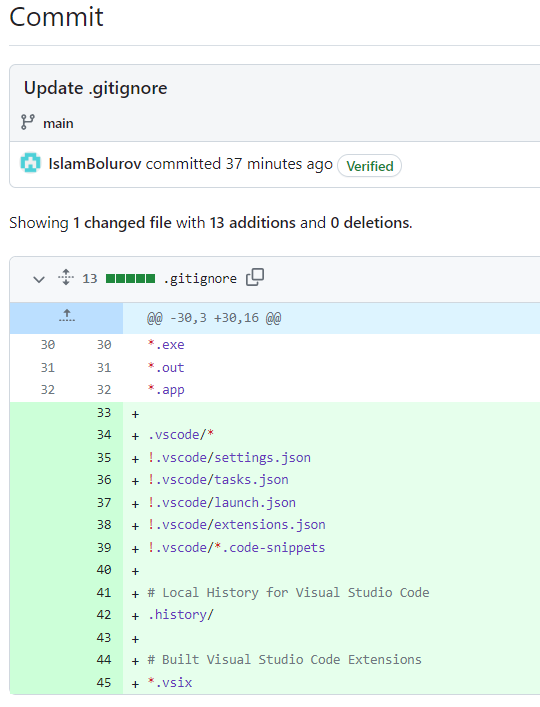 Commit
Update .gitignore
main
IslamBolurov committed 37 minutes ago Verified
Showing 1 changed file with 13 additions and 0 deletions.
13 .gitignore
@@ -30,3 +30,16 @@
30 30 *.exe
31 31 *.out
32 32 *.app
33 +
34 + .vscode/*
35 + !.vscode/settings.json
36 + !.vscode/tasks.json
37 + !.vscode/launch.json
38 + !.vscode/extensions.json
39 + !.vscode/*.code-snippets
40 +
41 + # Local History for Visual Studio Code
42 + .history/
43 +
44 + # Built Visual Studio Code Extensions
45 + *.vsix